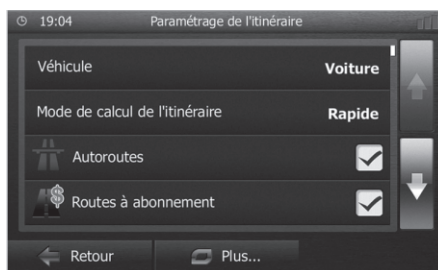 19:04 Paramétrage de l'itinéraire
Véhicule Voiture
Mode de calcul de l'itinéraire Rapide
Autoroutes
Routes à abonnement
Retour Plus...